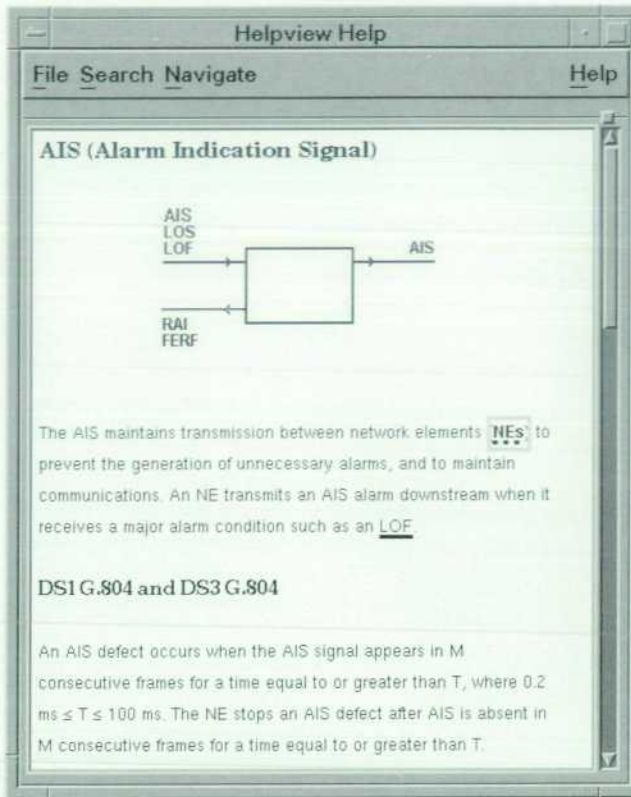 Helpview Help
File Search Navigate Help
AIS (Alarm Indication Signal)
AIS
LOS
LOF
AIS
RAI
FERF
The AIS maintains transmission between network elements NEs to
prevent the generation of unnecessary alarms, and to maintain
communications. An NE transmits an AIS alarm downstream when it
receives a major alarm condition such as an LOF.
DS1 G.804 and DS3 G.804
An AIS defect occurs when the AIS signal appears in M
consecutive frames for a time equal to or greater than T, where 0.2
ms ≤ T ≤ 100 ms. The NE stops an AIS defect after AIS is absent in
M consecutive frames for a time equal to or greater than T.